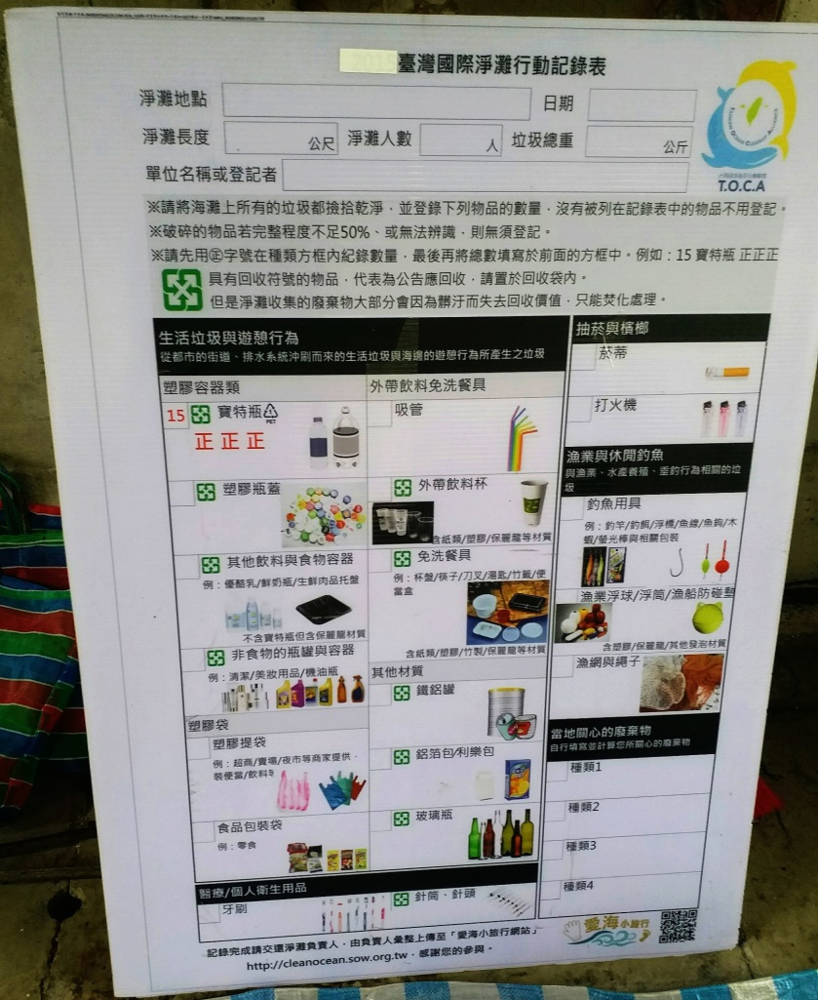 臺灣國際淨灘行動記錄表
淨灘地點
日期
淨灘長度 公尺
淨灘人數 人
垃圾總重 公斤
單位名稱或登記者
TAIWAN OCEAN CLEANUP ALLIANCE
T.O.C.A
※請將海灘上所有的垃圾都撿拾乾淨，並登錄下列物品的數量，沒有被列在記錄表中的物品不用登記。
※破碎的物品若完整程度不足50%、或無法辨識，則無須登記。
※請先用㊣字號在種類方框內紀錄數量，最後再將總數填寫於前面的方框中。例如：15 寶特瓶 正正正
具有回收符號的物品，代表為公告應回收，請置於回收袋內。
但是淨灘收集的廢棄物大部分會因為髒汙而失去回收價值，只能焚化處理。
生活垃圾與遊憩行為
從都市的街道、排水系統沖刷而來的生活垃圾與海邊的遊憩行為所產生之垃圾
塑膠容器類
15 寶特瓶
PET
正 正 正
塑膠瓶蓋
其他飲料與食物容器
例：優酪乳/鮮奶瓶/生鮮肉品托盤
不含寶特瓶但含保麗龍材質
非食物的瓶罐與容器
例：清潔/美妝用品/機油瓶
塑膠袋
塑膠提袋
例：超商/賣場/夜市等商家提供，
裝便當/飲料等
食品包裝袋
例：零食
外帶飲料免洗餐具
吸管
外帶飲料杯
含紙類/塑膠/保麗龍等材質
免洗餐具
例：杯盤/筷子/刀叉/湯匙/竹籤/便
當盒
含紙類/塑膠/竹製/保麗龍等材質
其他材質
鐵鋁罐
鋁箔包/利樂包
玻璃瓶
醫療/個人衛生用品
牙刷
針筒、針頭
抽菸與檳榔
菸蒂
打火機
漁業與休閒釣魚
與漁業、水產養殖、垂釣行為相關的垃
圾
釣魚用具
例：釣竿/釣餌/浮標/魚線/魚鉤/木
蝦/螢光棒與相關包裝
漁業浮球/浮筒/漁船防碰墊
含塑膠/保麗龍/其他發泡材質
漁網與繩子
當地關心的廢棄物
自行填寫並計算您所關心的廢棄物
種類1
種類2
種類3
種類4
記錄完成請交還淨灘負責人，由負責人彙整上傳至「愛海小旅行網站」
http://cleanocean.sow.org.tw，感謝您的參與。
愛海小旅行